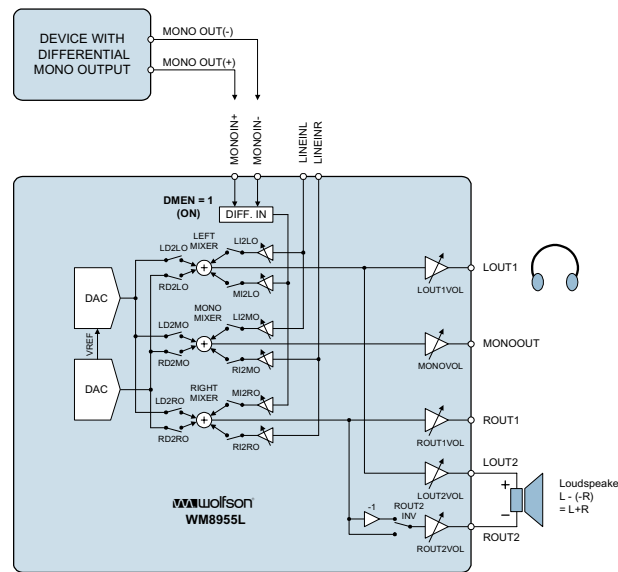 DEVICE WITH
DIFFERENTIAL
MONO OUTPUT
MONO OUT(-)
MONO OUT(+)
MONOIN+
MONOIN-
LINEINL
LINEINR
DMEN = 1
(ON)
DIFF. IN
LEFT
MIXER
LD2LO
LI2LO
RD2LO
MI2LO
LOUT1VOL
LOUT1
DAC
VREF
DAC
MONO
MIXER
LD2MO
LI2MO
RD2MO
RI2MO
MONOVOL
MONOOUT
RIGHT
MIXER
LD2RO
MI2RO
RD2RO
RI2RO
ROUT1VOL
ROUT1
LOUT2
LOUT2VOL
-1
ROUT2
INV
ROUT2VOL
ROUT2
+
−
Loudspeake
L - (-R)
= L+R
wolfson
WM8955L